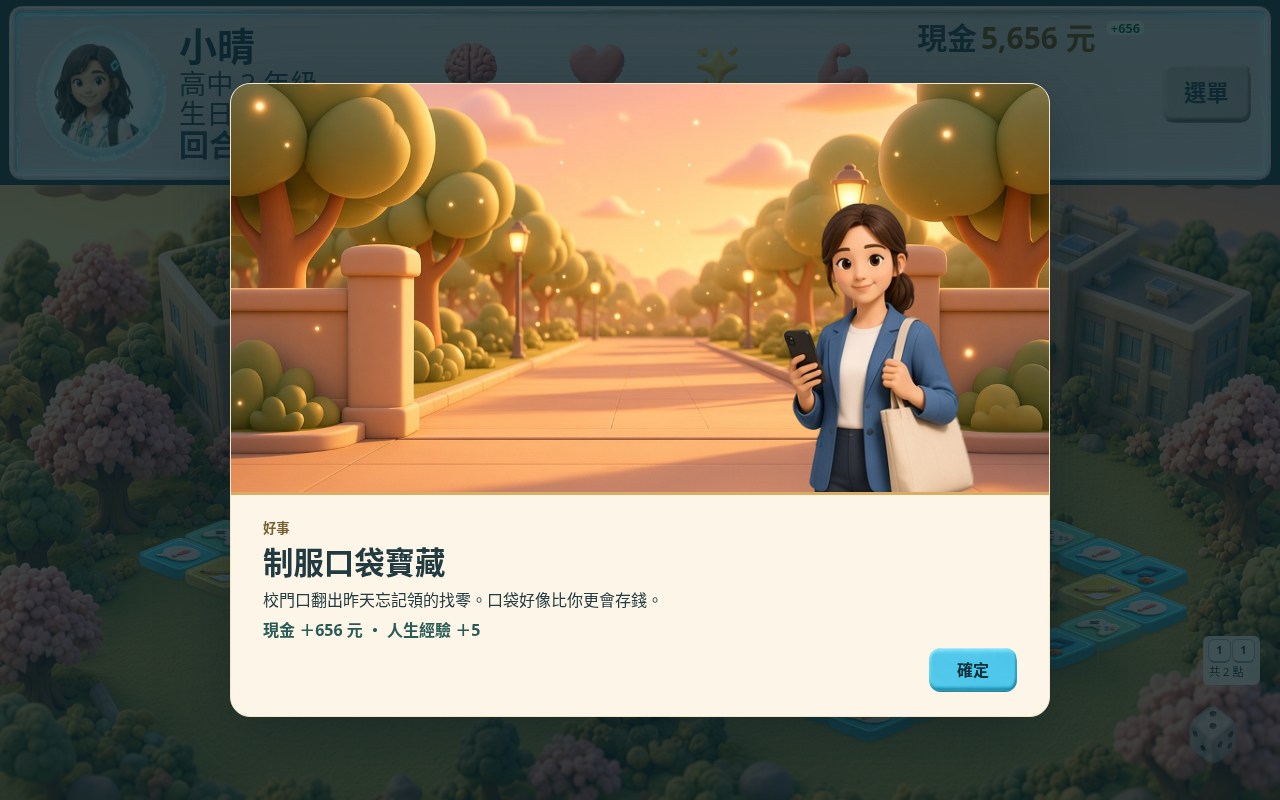 小晴
高中 2 年級
生日
回合
現金 5,656 元 +656
選單
好事
制服口袋寶藏
校門口翻出昨天忘記領的找零。口袋好像比你更會存錢。
現金 ＋656 元 ・ 人生經驗 ＋5
確定
1 1
共 2 點